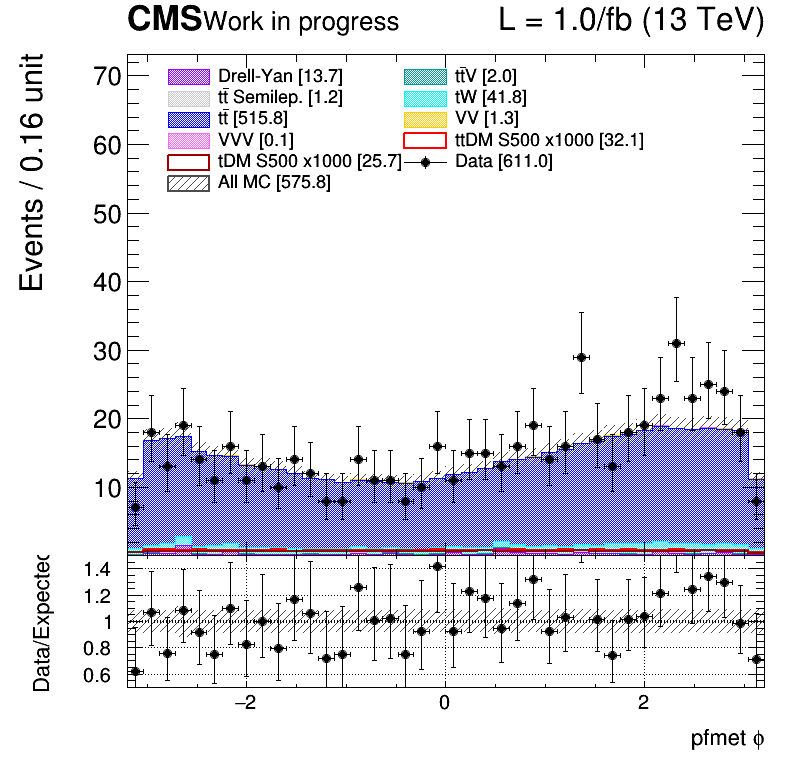 CMS Work in progress L = 1.0/fb (13 TeV)
Drell-Yan [13.7] tt̄V [2.0]
tt̄ Semilep. [1.2] tW [41.8]
tt̄ [515.8] VV [1.3]
VVV [0.1] ttDM S500 x1000 [32.1]
tDM S500 x1000 [25.7] Data [611.0]
All MC [575.8]
Events / 0.16 unit
70
60
50
40
30
20
10
Data/Expected
1.4
1.2
1
0.8
0.6
−2 0 2
pfmet ϕ